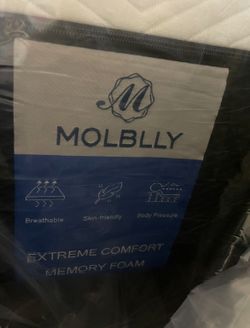 M
MOLBLLY
Breathable Skin-friendly Body Pressure
EXTREME COMFORT
MEMORY FOAM